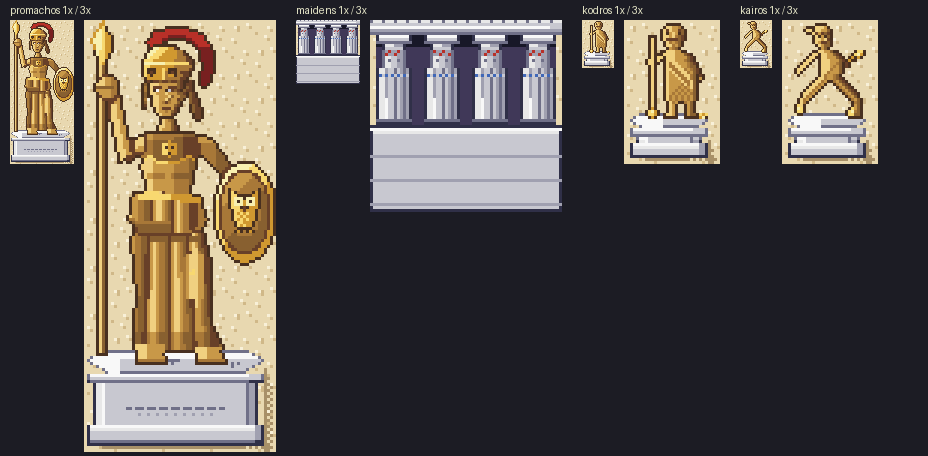 promachos 1x / 3x
maidens 1x / 3x
kodros 1x / 3x
kairos 1x / 3x